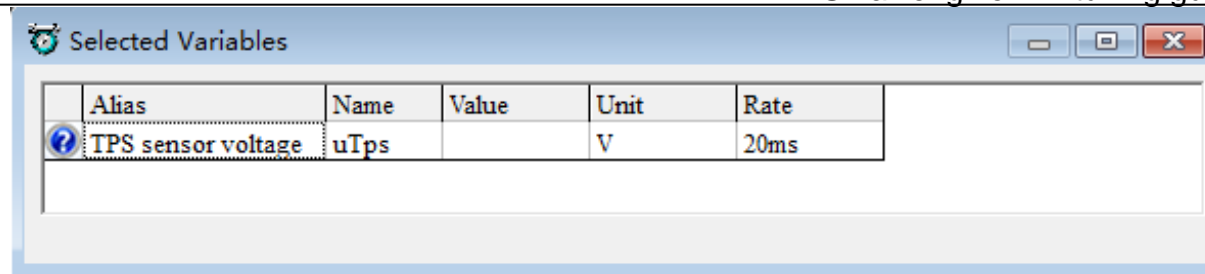 Selected Variables
Alias Name Value Unit Rate
TPS sensor voltage uTps V 20ms